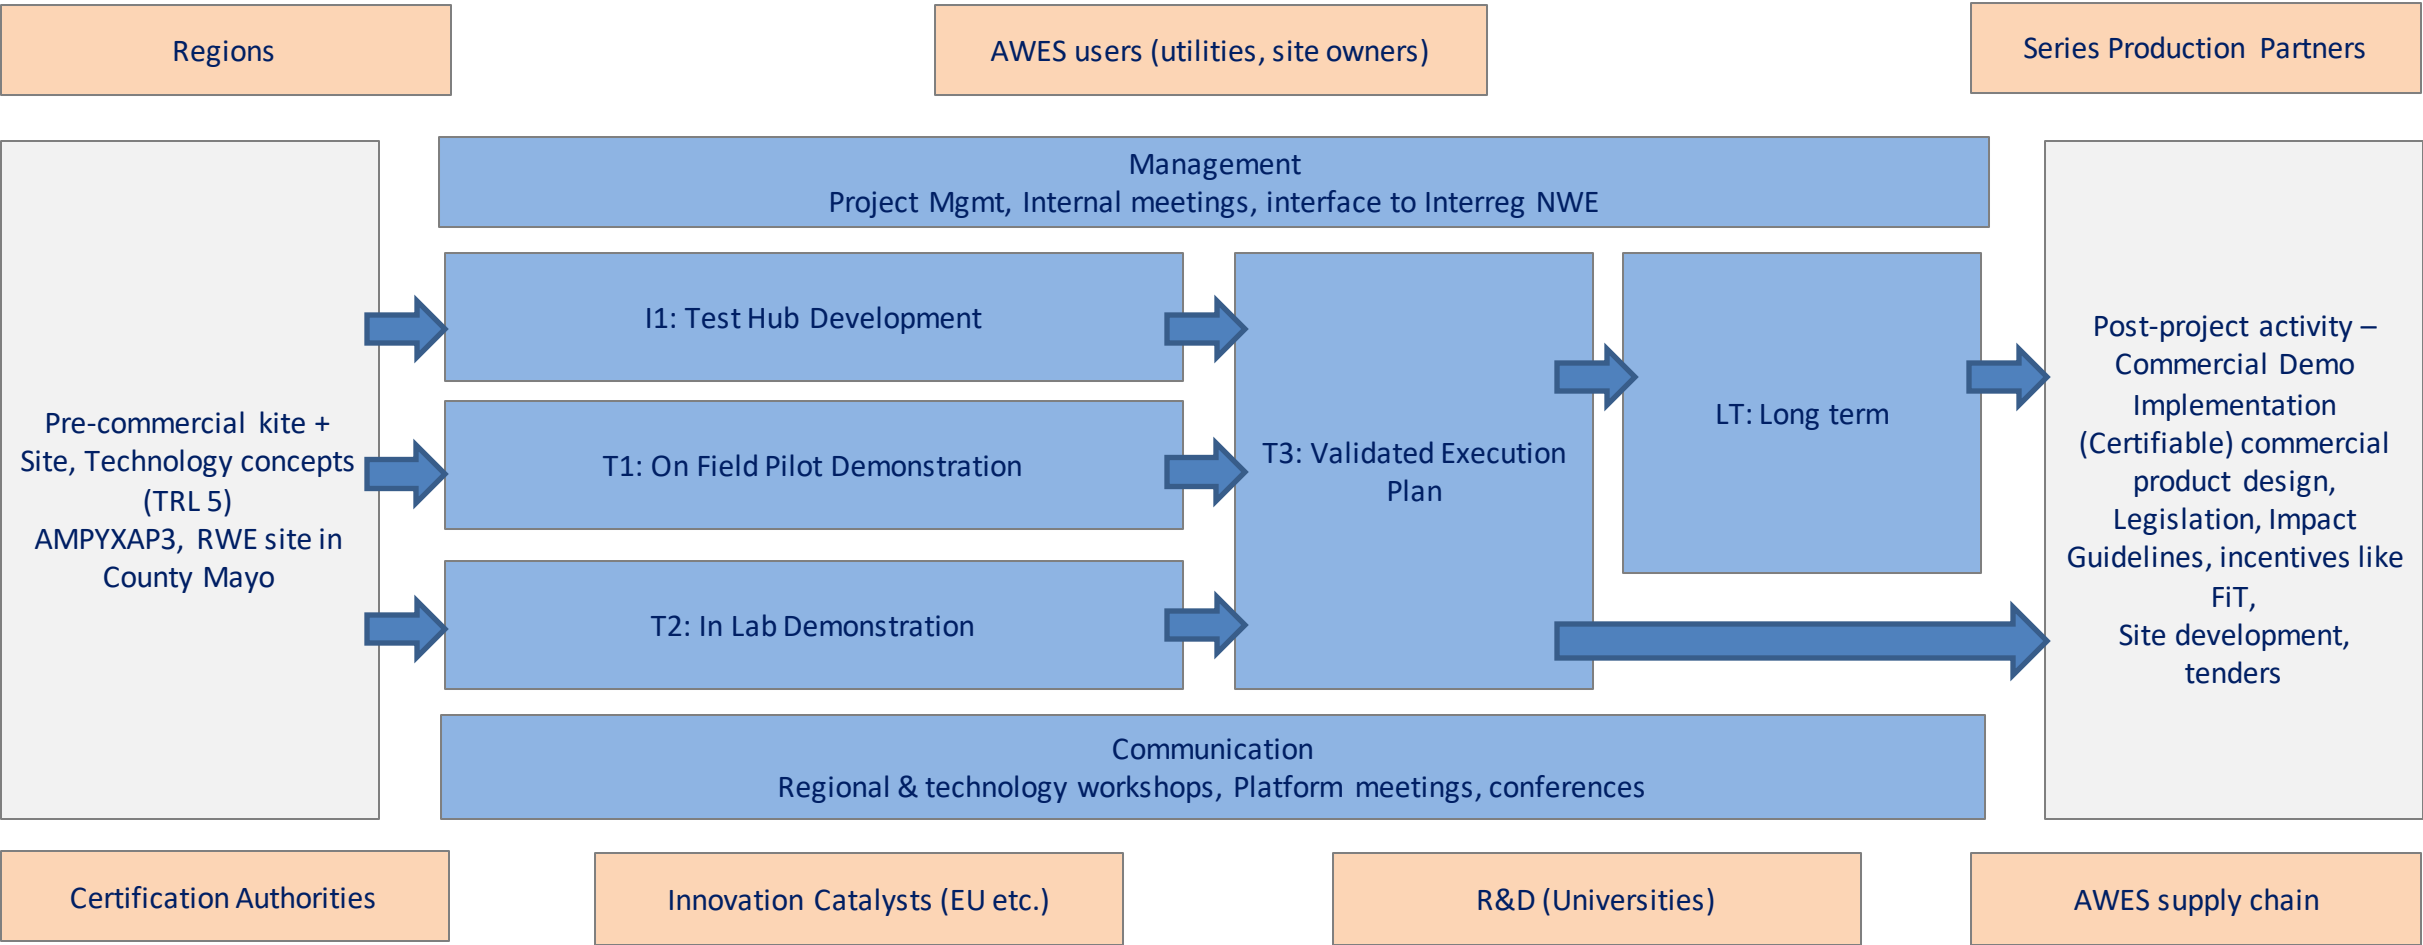 Regions
AWES users (utilities, site owners)
Series Production Partners
Management
Project Mgmt, Internal meetings, interface to Interreg NWE
Pre-commercial kite +
Site, Technology concepts
(TRL 5)
AMPYXAP3, RWE site in
County Mayo
I1: Test Hub Development
T1: On Field Pilot Demonstration
T2: In Lab Demonstration
T3: Validated Execution
Plan
LT: Long term
Post-project activity –
Commercial Demo
Implementation
(Certifiable) commercial
product design,
Legislation, Impact
Guidelines, incentives like
FiT,
Site development,
tenders
Communication
Regional & technology workshops, Platform meetings, conferences
Certification Authorities
Innovation Catalysts (EU etc.)
R&D (Universities)
AWES supply chain